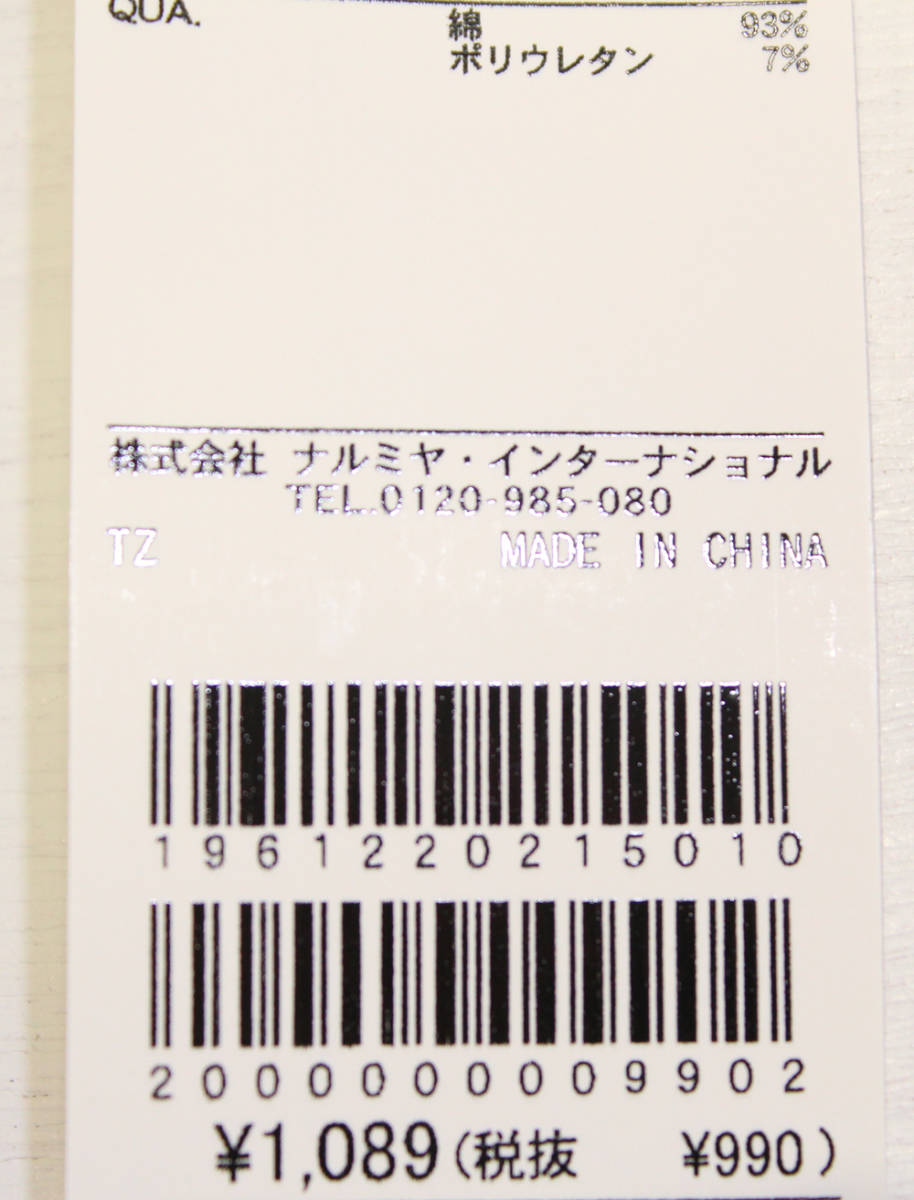 QUA. 綿 93%
ポリウレタン 7%
株式会社 ナルミヤ・インターナショナル
TEL.0120-985-080
TZ MADE IN CHINA
1961220215010
2000000009902
¥1,089(税抜 ¥990)